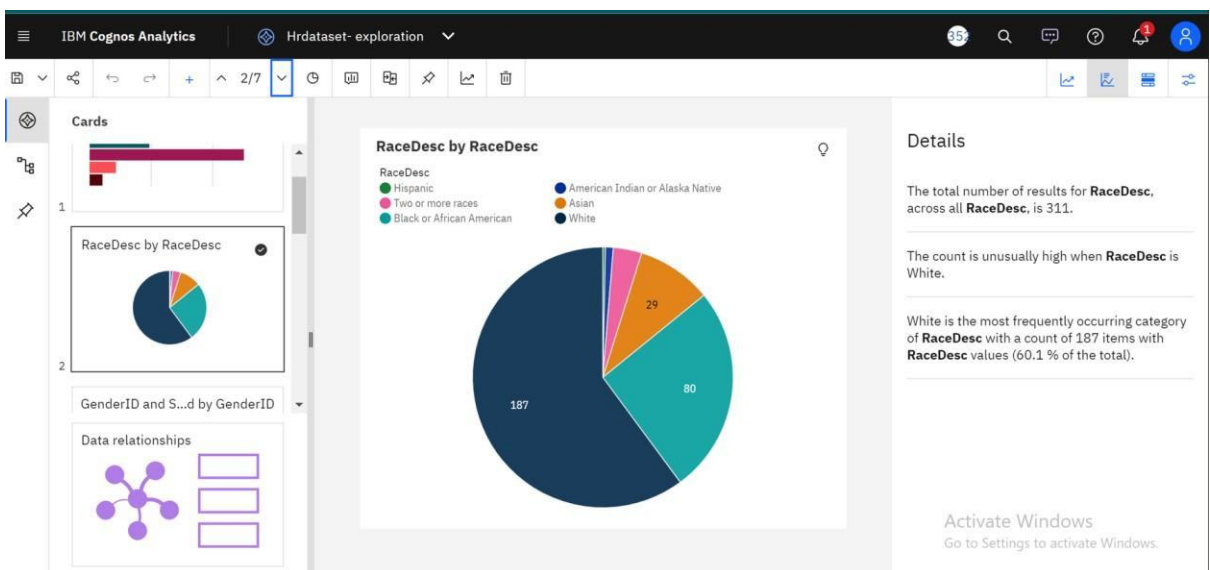 IBM Cognos Analytics
Hrdataset- exploration
1
2/7
Cards
1
RaceDesc by RaceDesc
2
GenderID and S...d by GenderID
Data relationships
RaceDesc by RaceDesc
RaceDesc
Hispanic
American Indian or Alaska Native
Two or more races
Asian
Black or African American
White
29
80
187
Details
The total number of results for RaceDesc,
across all RaceDesc, is 311.
The count is unusually high when RaceDesc is
White.
White is the most frequently occurring category
of RaceDesc with a count of 187 items with
RaceDesc values (60.1 % of the total).
Activate Windows
Go to Settings to activate Windows.